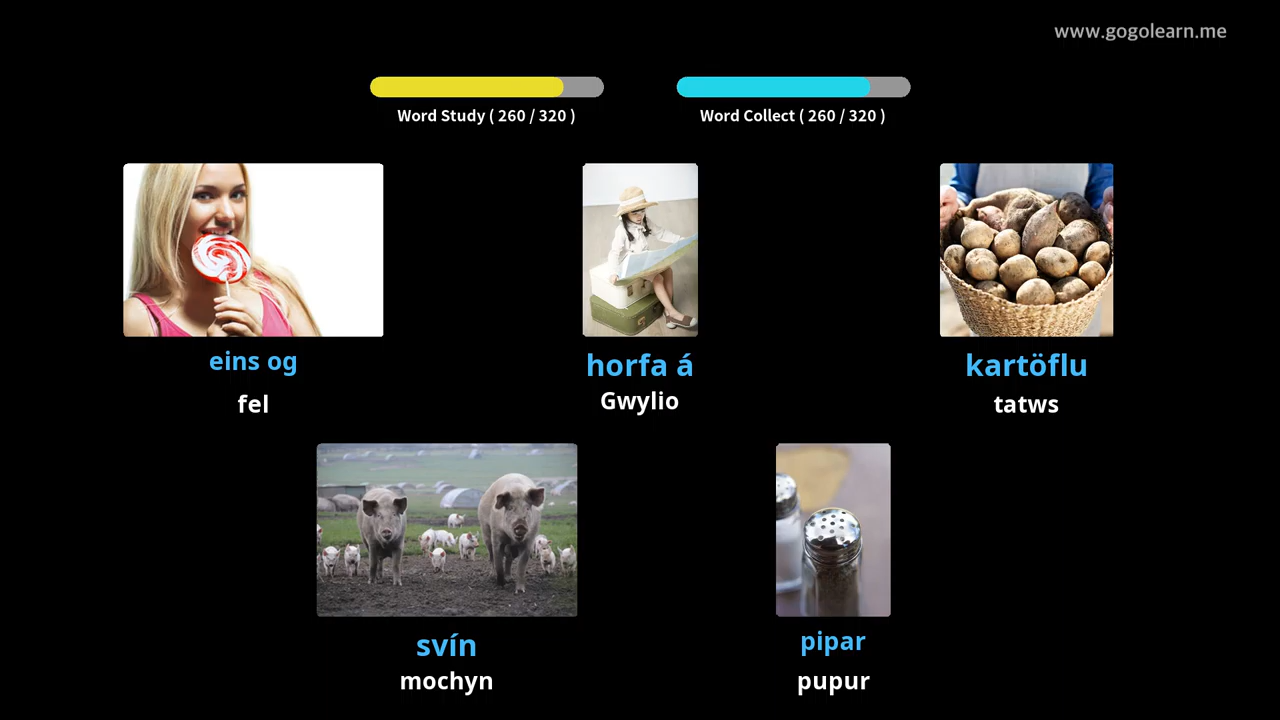 www.gogolearn.me
Word Study ( 260 / 320 )
Word Collect ( 260 / 320 )
eins og
fel
horfa á
Gwylio
kartöflu
tatws
svín
mochyn
pipar
pupur